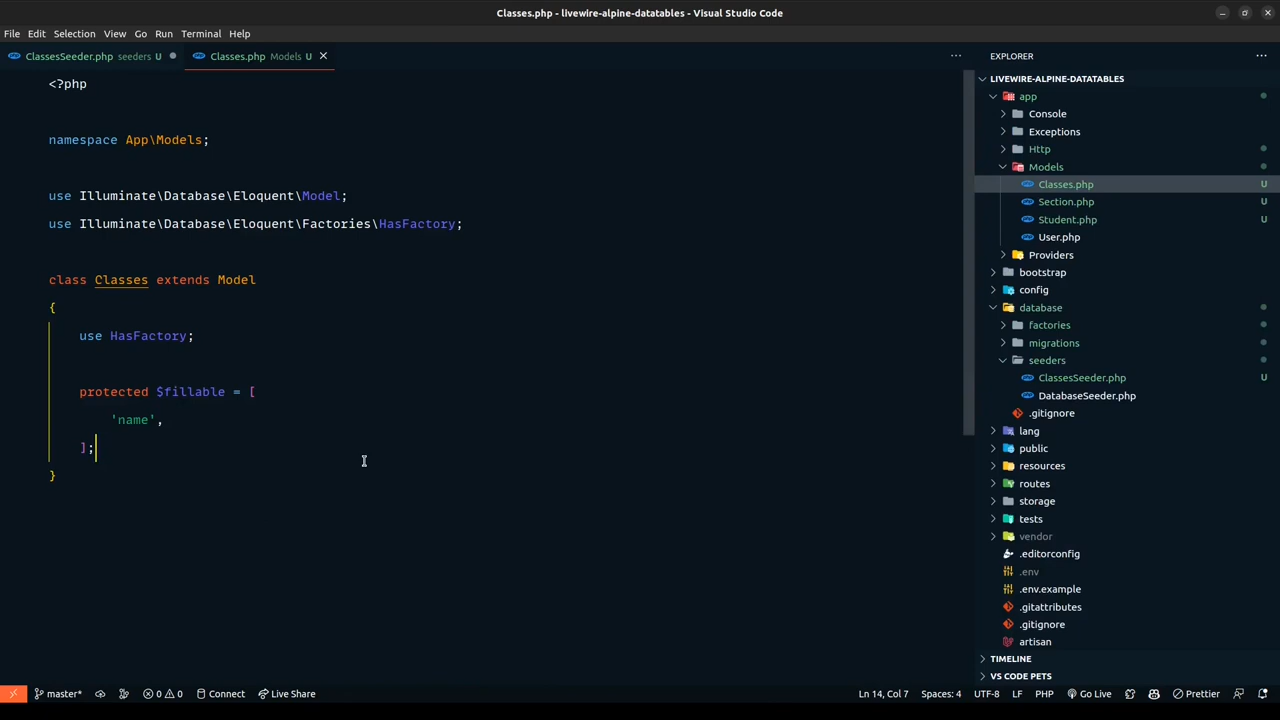 Classes.php - livewire-alpine-datatables - Visual Studio Code
File Edit Selection View Go Run Terminal Help
ClassesSeeder.php seeders U
Classes.php Models U
<?php
namespace App\Models;
use Illuminate\Database\Eloquent\Model;
use Illuminate\Database\Eloquent\Factories\HasFactory;
class Classes extends Model
{
use HasFactory;
protected $fillable = [
'name',
];
}
EXPLORER
LIVEWIRE-ALPINE-DATATABLES
app
Console
Exceptions
Http
Models
Classes.php U
Section.php U
Student.php U
User.php
Providers
bootstrap
config
database
factories
migrations
seeders
ClassesSeeder.php U
DatabaseSeeder.php
.gitignore
lang
public
resources
routes
storage
tests
vendor
.editorconfig
.env
.env.example
.gitattributes
.gitignore
artisan
TIMELINE
VS CODE PETS
master* 0 0 Connect Live Share Ln 14, Col 7 Spaces: 4 UTF-8 LF PHP Go Live Prettier